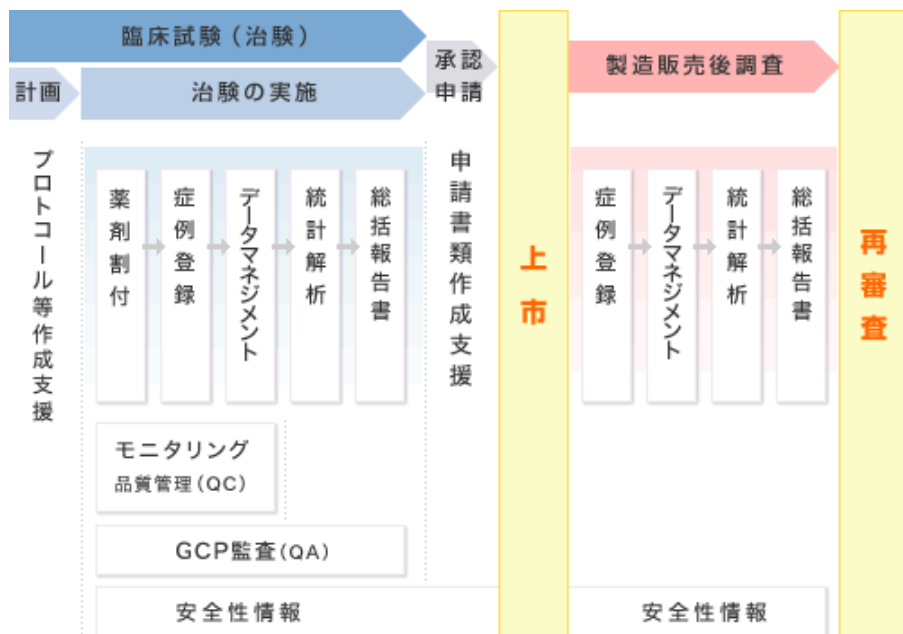 臨床試験(治験)
計画
治験の実施
承認
申請
製造販売後調査
プロトコール等作成支援
薬剤割付
症例登録
データマネジメント
統計解析
総括報告書
申請書類作成支援
上市
症例登録
データマネジメント
統計解析
総括報告書
再審査
モニタリング
品質管理(QC)
GCP監査(QA)
安全性情報
安全性情報